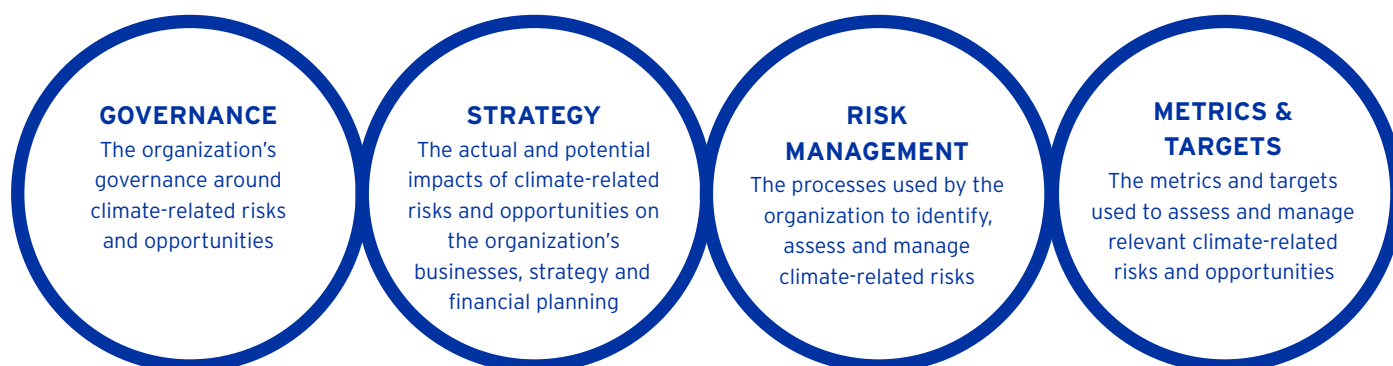 GOVERNANCE
The organization's
governance around
climate-related risks
and opportunities
STRATEGY
The actual and potential
impacts of climate-related
risks and opportunities on
the organization's
businesses, strategy and
financial planning
RISK
MANAGEMENT
The processes used by the
organization to identify,
assess and manage
climate-related risks
METRICS &
TARGETS
The metrics and targets
used to assess and manage
relevant climate-related
risks and opportunities